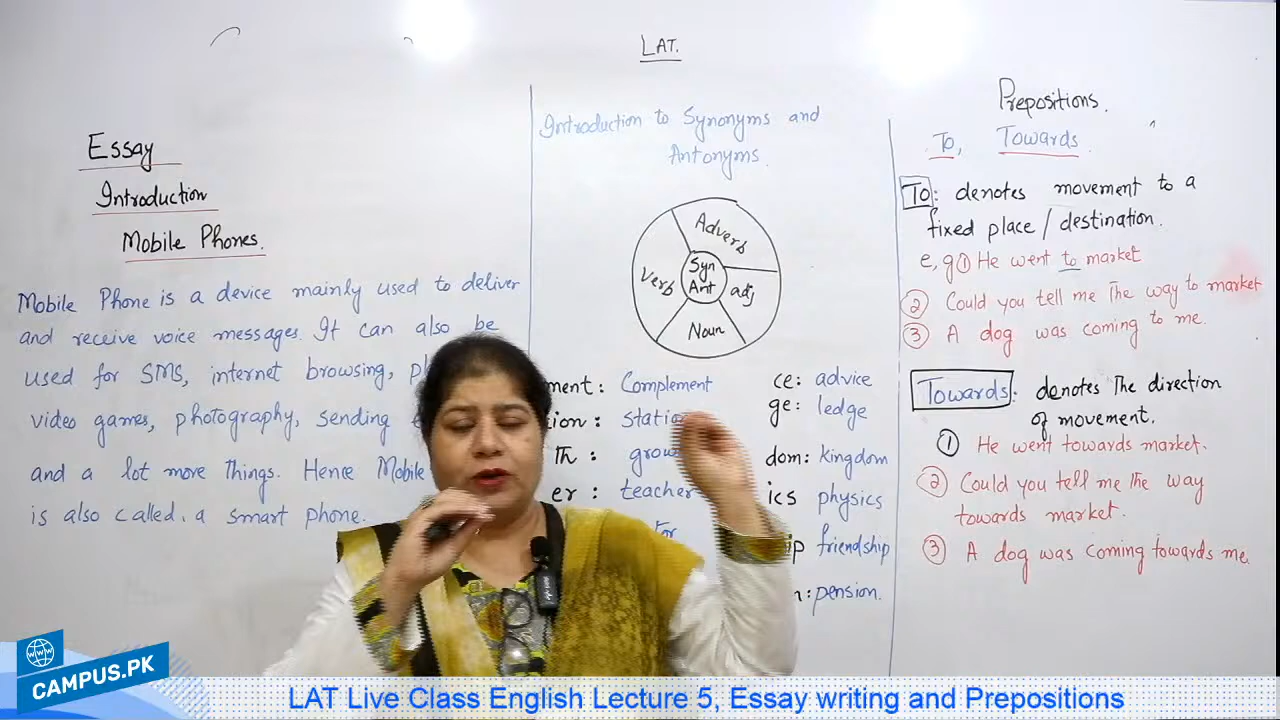 LAT.
Essay
Introduction
Mobile Phones.
Mobile Phone is a device mainly used to deliver
and receive voice messages. It can also be
used for SMS, internet browsing,
video games, photography, sending
and a lot more things. Hence Mobile
is also called a smart phone.
Introduction to Synonyms and
Antonyms.
Adverb
Verb
Syn
Ant
adj
Noun
ment: Complement
ion:
th:
er: teacher
ce: advice
ge: ledge
dom: kingdom
ics physics
friendship
pension.
Prepositions.
To, Towards
To: denotes movement to a
fixed place/destination.
e,g ① He went to market
② Could you tell me The way to market
③ A dog was coming to me.
Towards: denotes The direction
of movement.
① He went towards market.
② Could you tell me the way
towards market.
③ A dog was coming towards me.
WWW
CAMPUS.PK
LAT Live Class English Lecture 5, Essay writing and Prepositions